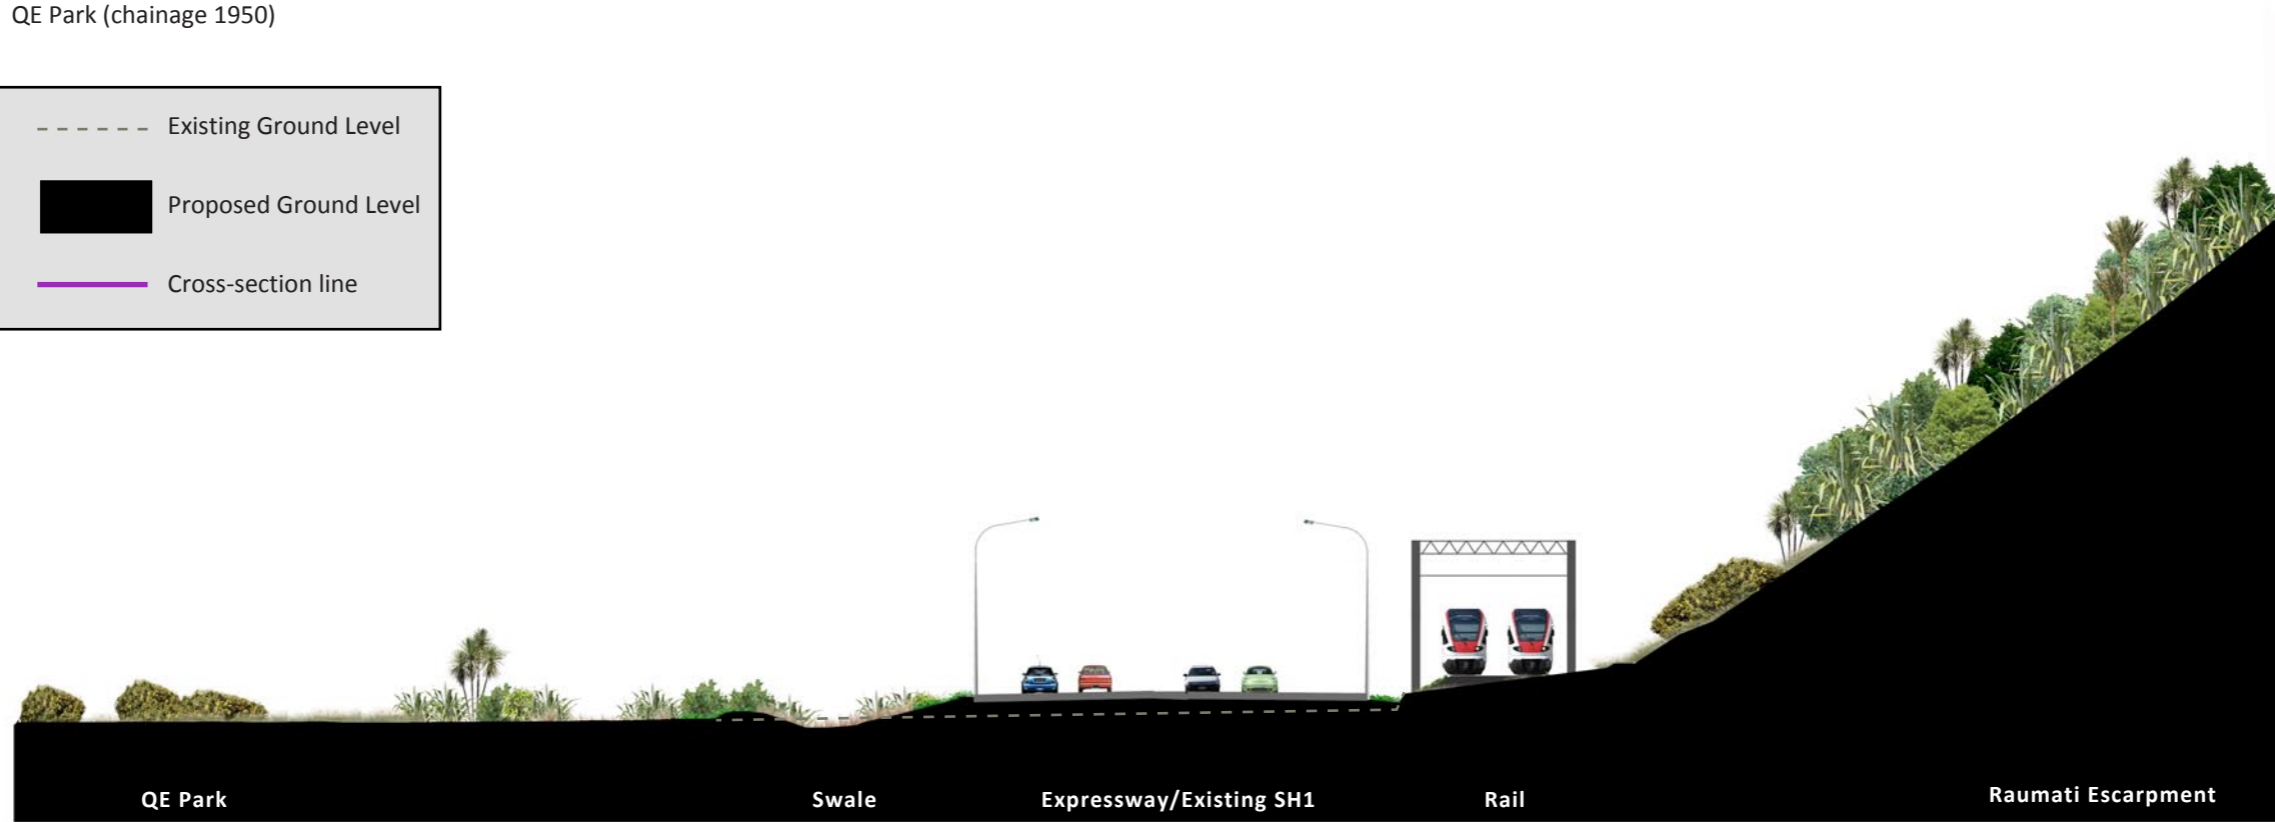 QE Park (chainage 1950)
Existing Ground Level
Proposed Ground Level
Cross-section line
QE Park
Swale
Expressway/Existing SH1
Rail
Raumati Escarpment